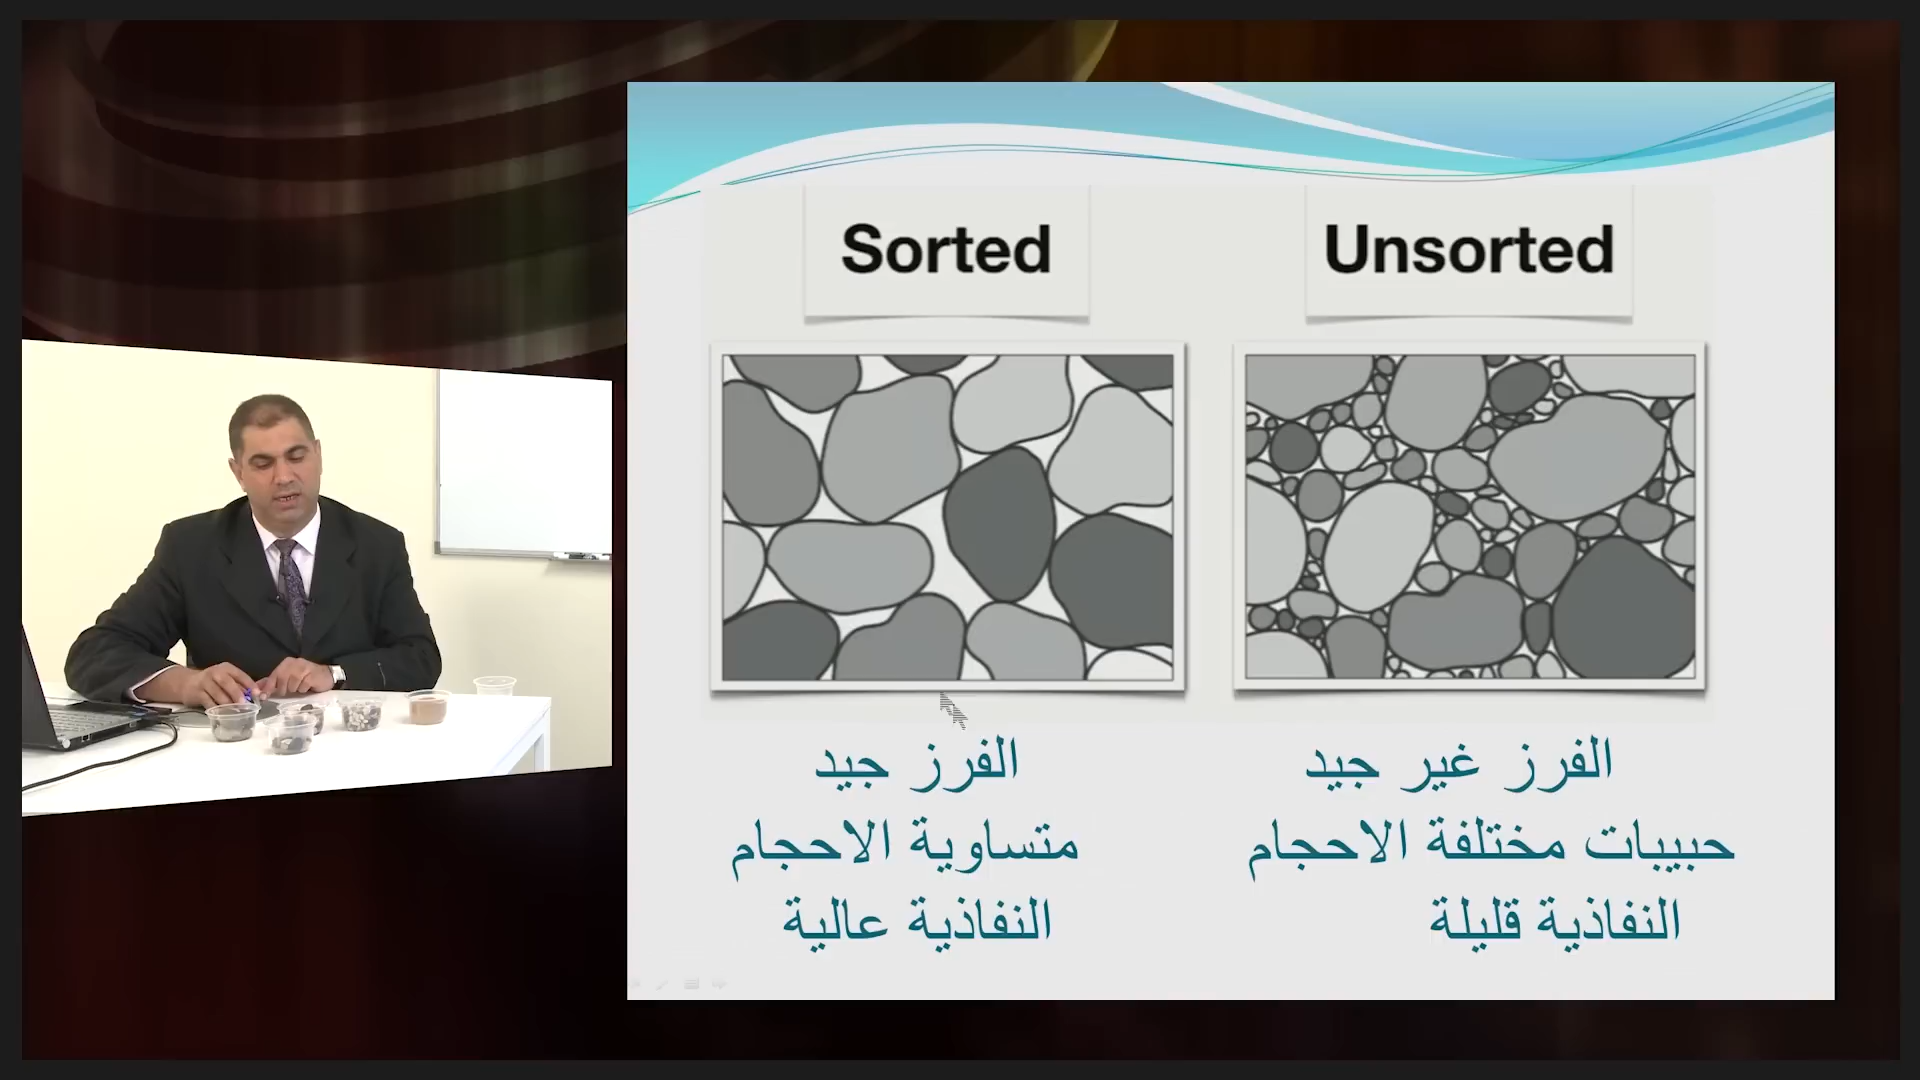 Sorted
Unsorted
الفرز جيد
متساوية الاحجام
النفاذية عالية
الفرز غير جيد
حبيبات مختلفة الاحجام
النفاذية قليلة